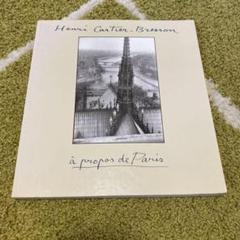 Henri Cartier-Bresson
à propos de Paris